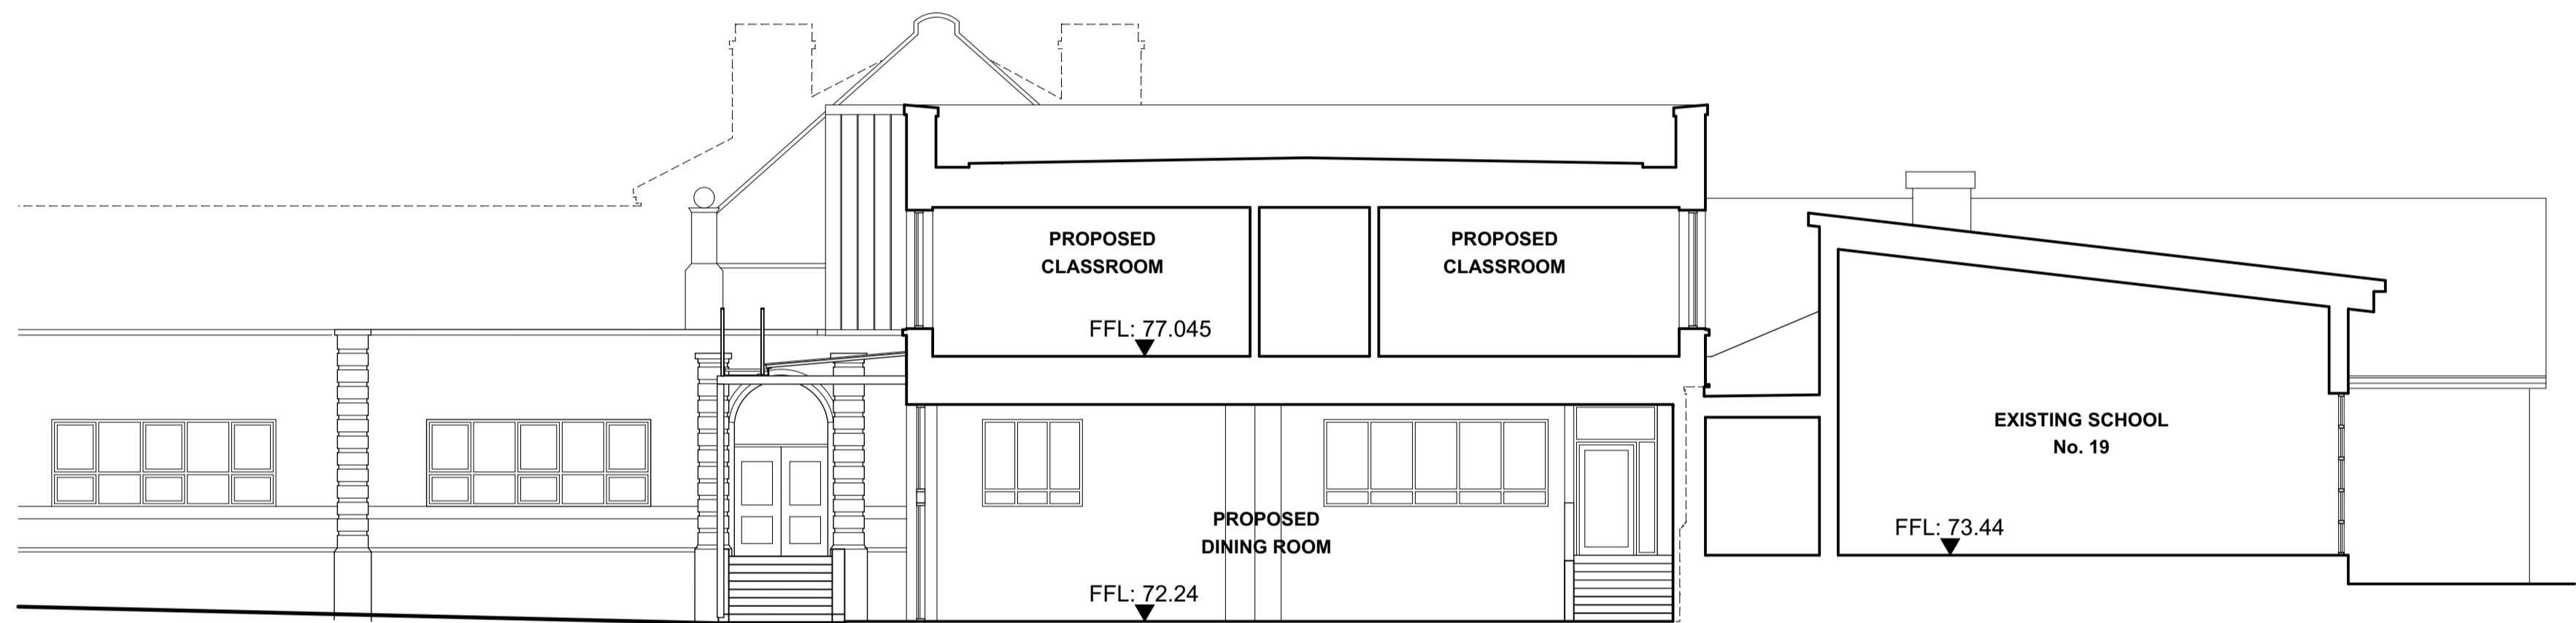 PROPOSED
CLASSROOM
PROPOSED
CLASSROOM
FFL: 77.045
EXISTING SCHOOL
No. 19
PROPOSED
DINING ROOM
FFL: 73.44
FFL: 72.24